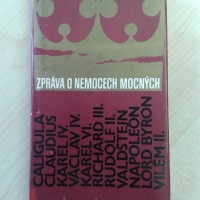 ZPRÁVA O NEMOCECH MOCNÝCH
CALIGULA
CLAUDIUS
KAREL IV.
VÁCLAV IV.
KAREL VI.
RICHARD III.
RUDOLF II.
VALDŠTEJN
NAPOLEON
LORD BYRON
VILÉM II.